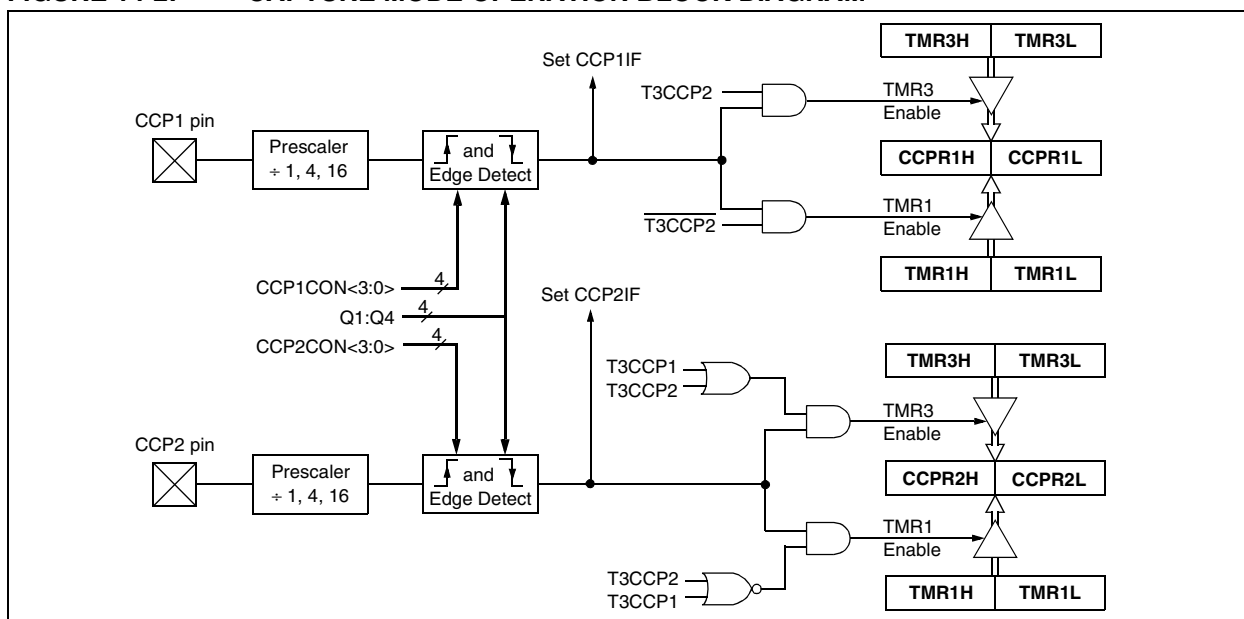 FIGURE 14-2: CAPTURE MODE OPERATION BLOCK DIAGRAM
TMR3H TMR3L
Set CCP1IF
T3CCP2
TMR3
Enable
CCP1 pin
Prescaler
÷ 1, 4, 16
and
Edge Detect
CCPR1H CCPR1L
T3CCP2
TMR1
Enable
TMR1H TMR1L
CCP1CON<3:0> 4
Q1:Q4 4
CCP2CON<3:0> 4
Set CCP2IF
TMR3H TMR3L
T3CCP1
T3CCP2
TMR3
Enable
CCP2 pin
Prescaler
÷ 1, 4, 16
and
Edge Detect
CCPR2H CCPR2L
TMR1
Enable
T3CCP2
T3CCP1
TMR1H TMR1L